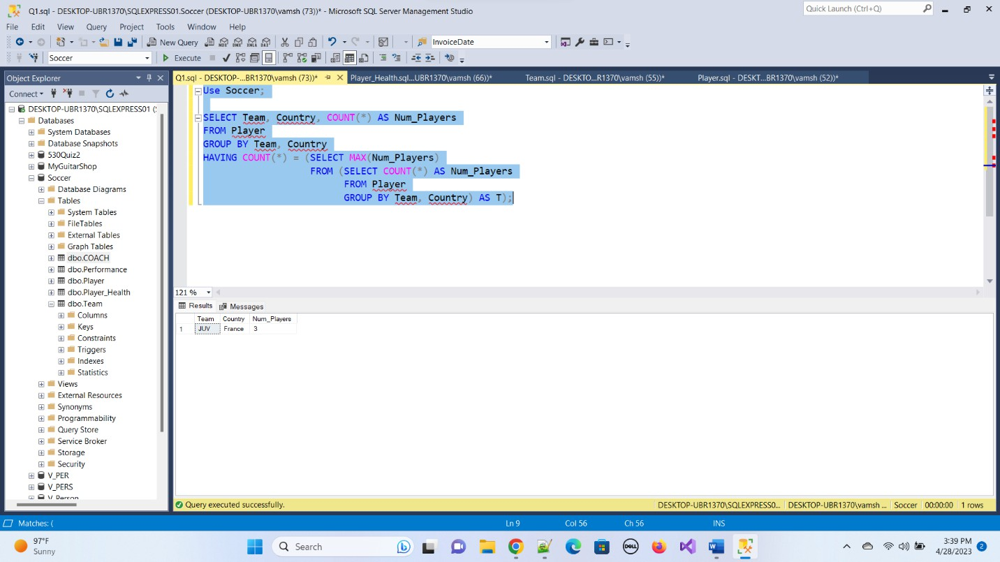 Q1.sql - DESKTOP-UBR1370\SQLEXPRESS01.Soccer (DESKTOP-UBR1370\vamsh (73))* - Microsoft SQL Server Management Studio
Quick Launch (Ctrl+Q)
File Edit View Query Project Tools Window Help
New Query MDX DMX XMLA DAX InvoiceDate
Soccer Execute
Object Explorer
Q1.sql - DESKTOP-...BR1370\vamsh (73))* Player_Health.sql...UBR1370\vamsh (66))* Team.sql - DESKTO...R1370\vamsh (55))* Player.sql - DESKT...BR1370\vamsh (52))*
Connect
DESKTOP-UBR1370\SQLEXPRESS01 (
Databases
System Databases
Database Snapshots
530Quiz2
MyGuitarShop
Soccer
Database Diagrams
Tables
System Tables
FileTables
External Tables
Graph Tables
dbo.COACH
dbo.Performance
dbo.Player
dbo.Player_Health
dbo.Team
Columns
Keys
Constraints
Triggers
Indexes
Statistics
Views
External Resources
Synonyms
Programmability
Query Store
Service Broker
Storage
Security
V_PER
V_PERS
V_Person
Use Soccer;
SELECT Team, Country, COUNT(*) AS Num_Players
FROM Player
GROUP BY Team, Country
HAVING COUNT(*) = (SELECT MAX(Num_Players)
FROM (SELECT COUNT(*) AS Num_Players
FROM Player
GROUP BY Team, Country) AS T);
121 %
Results Messages
Team Country Num_Players
1 JUV France 3
Query executed successfully.
DESKTOP-UBR1370\SQLEXPRESS0... DESKTOP-UBR1370\vamsh ... Soccer 00:00:00 1 rows
Matches: ( Ln 9 Col 56 Ch 56 INS
97°F
Sunny
Search
DELL
3:39 PM
4/28/2023
2